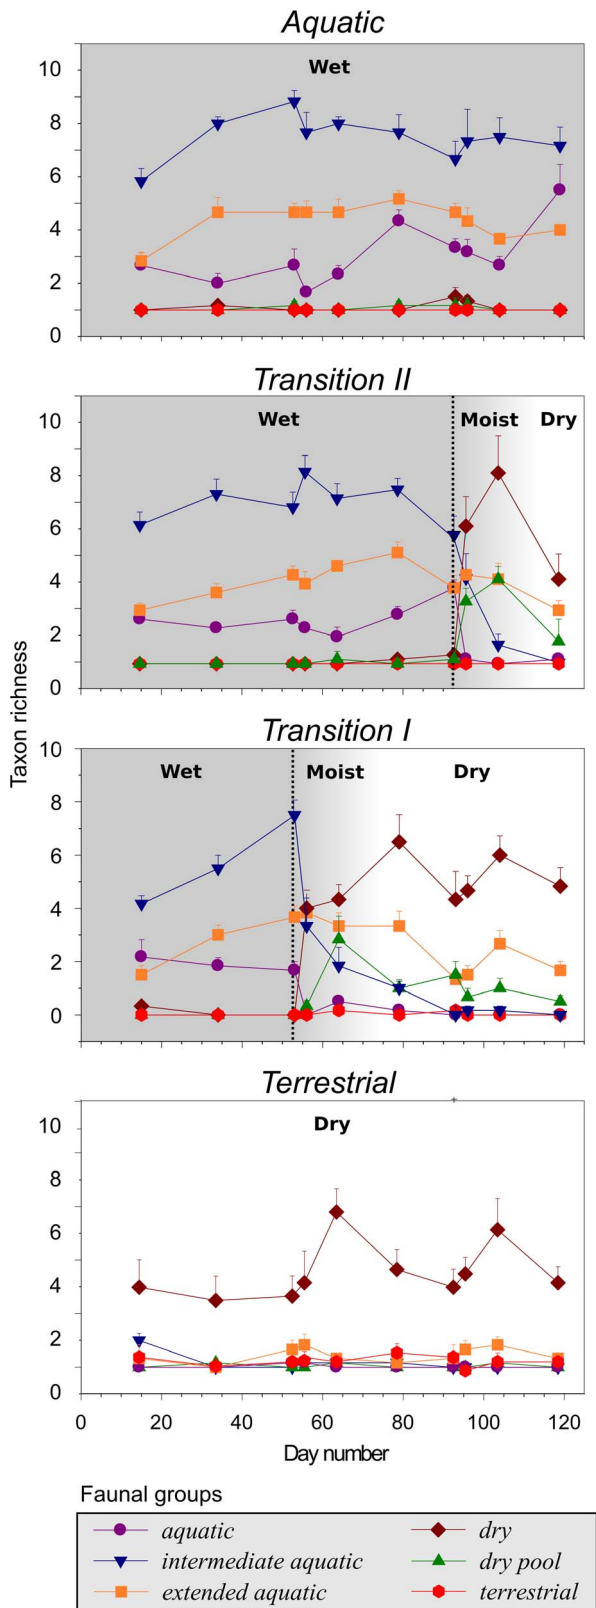 Aquatic
Wet
10
8
6
4
2
0
Transition II
Wet Moist Dry
10
8
6
4
2
0
Taxon richness
Transition I
Wet Moist Dry
8
6
4
2
0
Terrestrial
Dry
10
8
6
4
2
0
0 20 40 60 80 100 120
Day number
Faunal groups
aquatic dry
intermediate aquatic dry pool
extended aquatic terrestrial